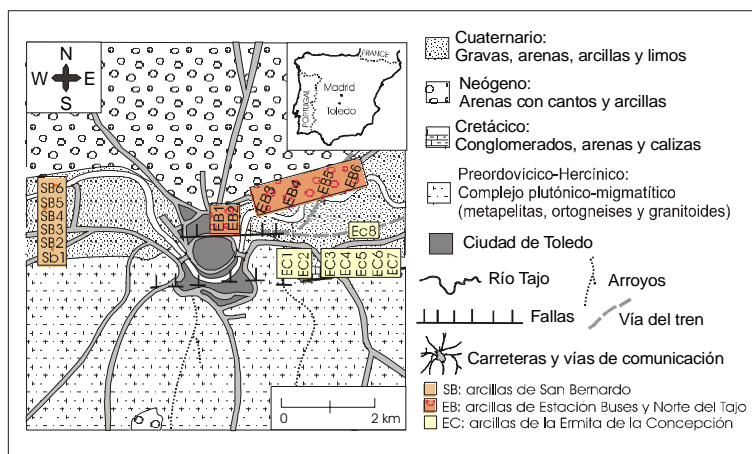 N
W E
S
FRANCE
PORTUGAL
Madrid
Toledo
SB6
SB5
SB4
SB3
SB2
Sb1
EB1
EB2
EB3
EB4
EB5
EB6
Ec8
EC1
EC2
EC3
EC4
Ec5
EC6
EC7
0 2 km
Cuaternario:
Gravas, arenas, arcillas y limos
Neógeno:
Arenas con cantos y arcillas
Cretácico:
Conglomerados, arenas y calizas
Preordovicico-Hercínico:
Complejo plutónico-migmatítico
(metapelitas, ortogneises y granitoides)
Ciudad de Toledo
Río Tajo
Arroyos
Fallas
Vía del tren
Carreteras y vías de comunicación
SB: arcillas de San Bernardo
EB: arcillas de Estación Buses y Norte del Tajo
EC: arcillas de la Ermita de la Concepción